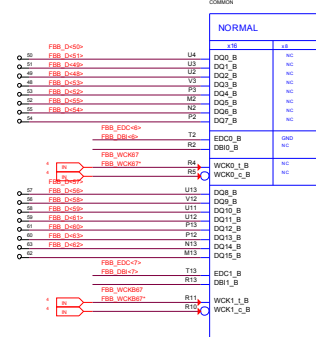 COMMON
NORMAL
x16 x8
FBB_D<50>
50 FBB_D<51> U4 DQ0_B NC
51 FBB_D<49> U3 DQ1_B NC
49 FBB_D<48> U2 DQ2_B NC
48 FBB_D<53> V3 DQ3_B NC
53 FBB_D<52> P3 DQ4_B NC
52 FBB_D<55> M2 DQ5_B NC
55 FBB_D<54> N2 DQ6_B NC
54 P2 DQ7_B NC
FBB_EDC<6>
FBB_DBI<6> T2 EDC0_B GND
R2 DBI0_B NC
FBB_WCK67
4 IN FBB_WCK67* R4 WCK0_t_B NC
4 IN R5 WCK0_c_B NC
FBB_D<57>
57 FBB_D<56> U13 DQ8_B
56 FBB_D<58> V12 DQ9_B
58 FBB_D<59> U11 DQ10_B
59 FBB_D<61> U12 DQ11_B
61 FBB_D<60> P13 DQ12_B
60 FBB_D<63> P12 DQ13_B
63 FBB_D<62> N13 DQ14_B
62 M13 DQ15_B
FBB_EDC<7>
FBB_DBI<7> T13 EDC1_B
R13 DBI1_B
FBB_WCKB67
4 IN FBB_WCKB67* R11 WCK1_t_B
4 IN R10 WCK1_c_B